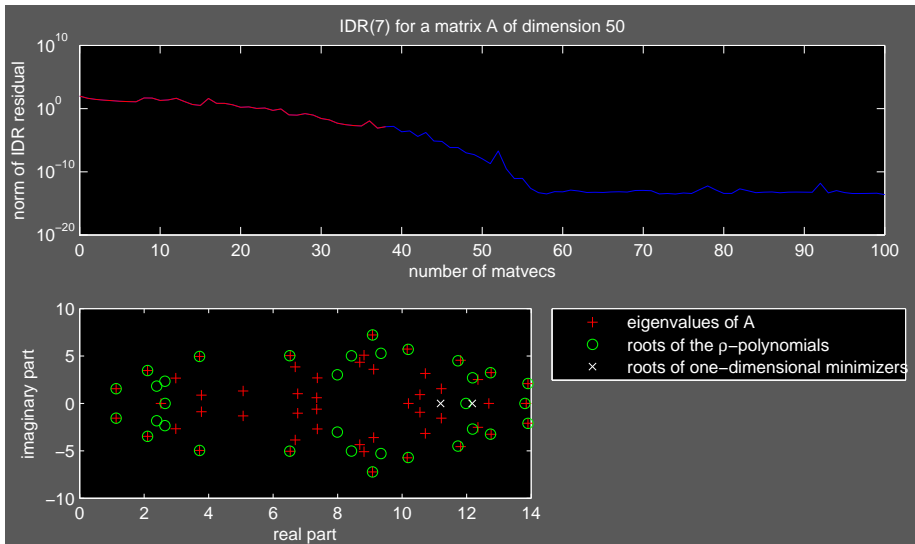 IDR(7) for a matrix A of dimension 50
norm of IDR residual
10^10
10^0
10^−10
10^−20
0 10 20 30 40 50 60 70 80 90 100
number of matvecs
imaginary part
10
5
0
−5
−10
0 2 4 6 8 10 12 14
real part
eigenvalues of A
roots of the ρ−polynomials
roots of one−dimensional minimizers